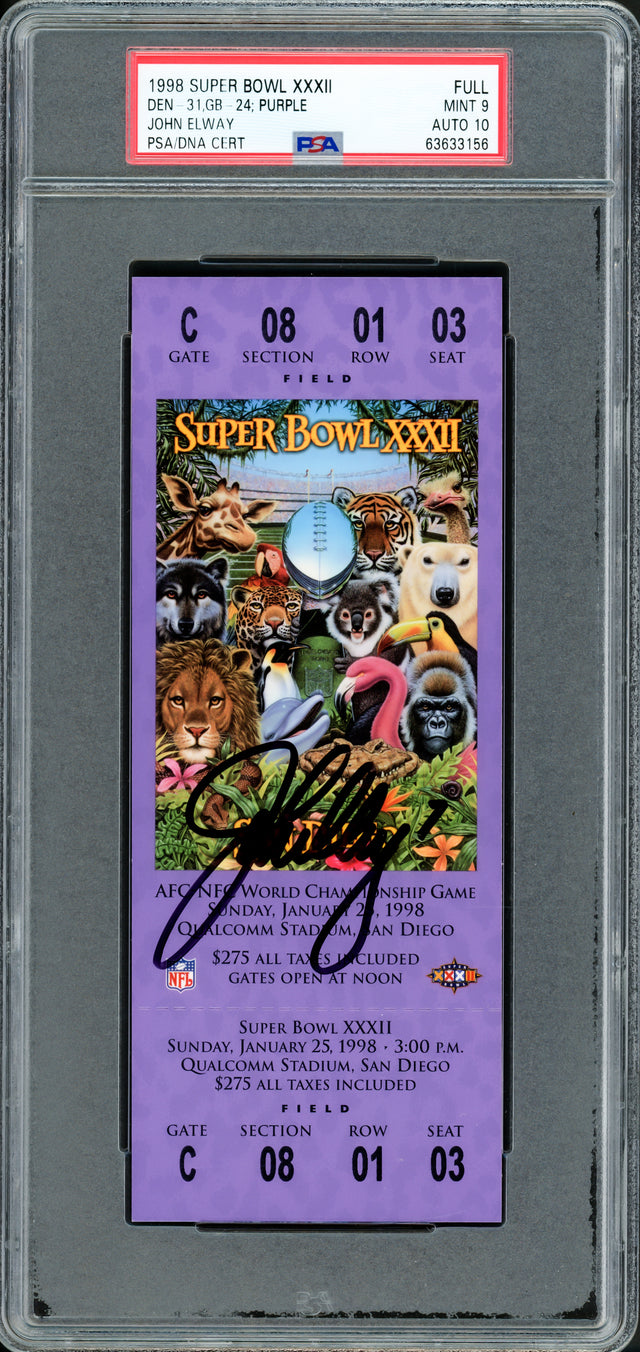 1998 SUPER BOWL XXXII FULL
DEN - 31,GB - 24; PURPLE MINT 9
JOHN ELWAY AUTO 10
PSA/DNA CERT PSA 63633156
C 08 01 03
GATE SECTION ROW SEAT
FIELD
SUPER BOWL XXXII
7
AFC NFC WORLD CHAMPIONSHIP GAME
SUNDAY, JANUARY 25, 1998
QUALCOMM STADIUM, SAN DIEGO
$275 ALL TAXES INCLUDED
GATES OPEN AT NOON
NFL
XXXII
SUPER BOWL XXXII
SUNDAY, JANUARY 25, 1998 · 3:00 P.M.
QUALCOMM STADIUM, SAN DIEGO
$275 ALL TAXES INCLUDED
FIELD
GATE SECTION ROW SEAT
C 08 01 03
PSA